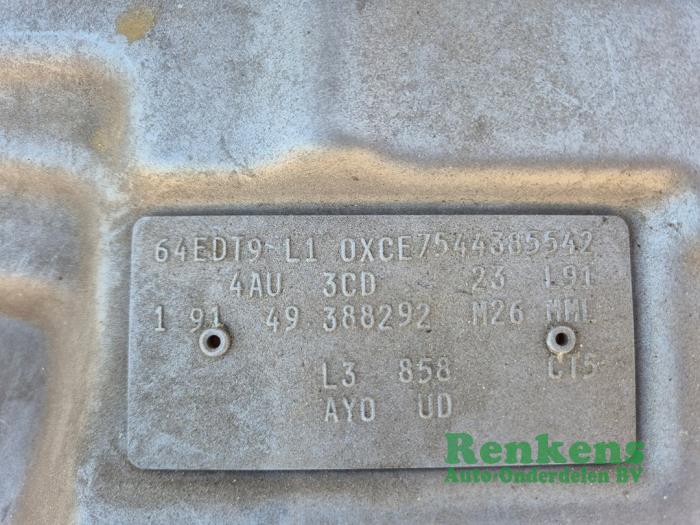 64EDT9 L1 0XCE7544385542
4AU 3CD 23 L91
1 91 49 388292 M26 MML
L3 858 CT5
AYO UD
Renkens
Auto-Onderdelen BV